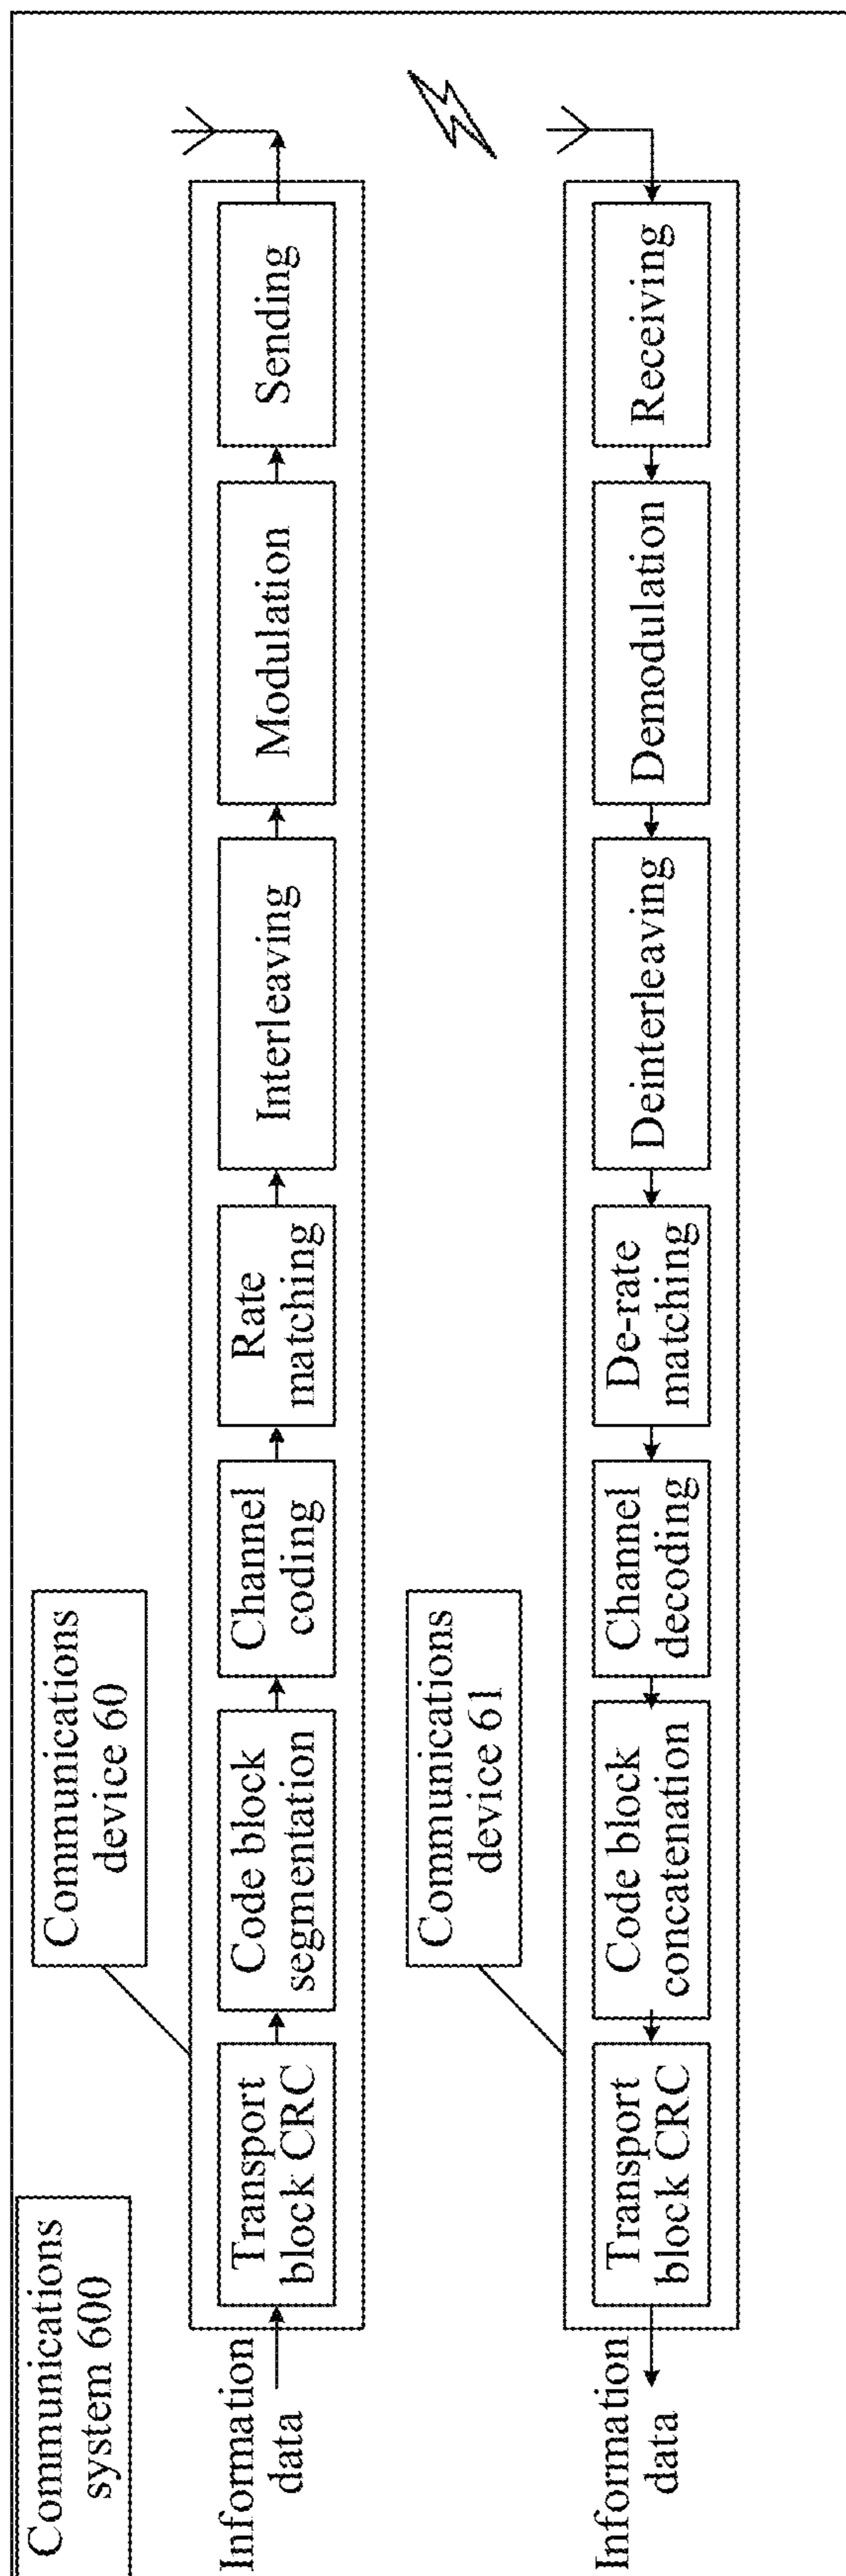 Communications
system 600
Communications
device 60
Information
data
Transport
block CRC
Code block
segmentation
Channel
coding
Rate
matching
Interleaving
Modulation
Sending
Communications
device 61
Information
data
Transport
block CRC
Code block
concatenation
Channel
decoding
De-rate
matching
Deinterleaving
Demodulation
Receiving